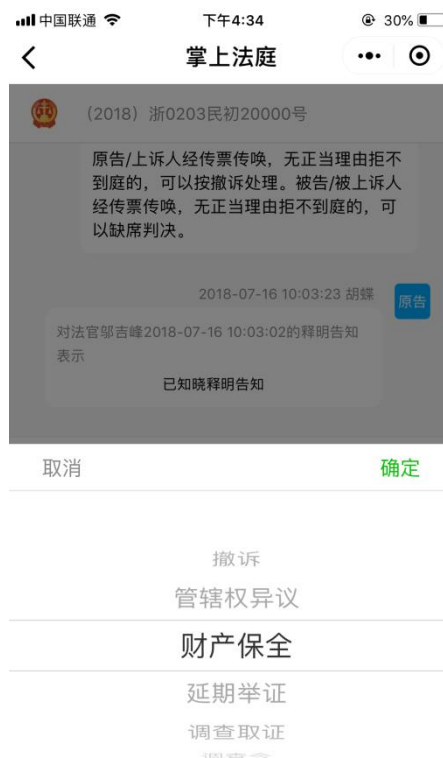 中国联通 下午4:34 30%
掌上法庭
(2018) 浙0203民初20000号
原告/上诉人经传票传唤，无正当理由拒不
到庭的，可以按撤诉处理。被告/被上诉人
经传票传唤，无正当理由拒不到庭的，可
以缺席判决。
2018-07-16 10:03:23 胡蝶
原告
对法官邬吉峰2018-07-16 10:03:02的释明告知
表示
已知晓释明告知
取消 确定
撤诉
管辖权异议
财产保全
延期举证
调查取证